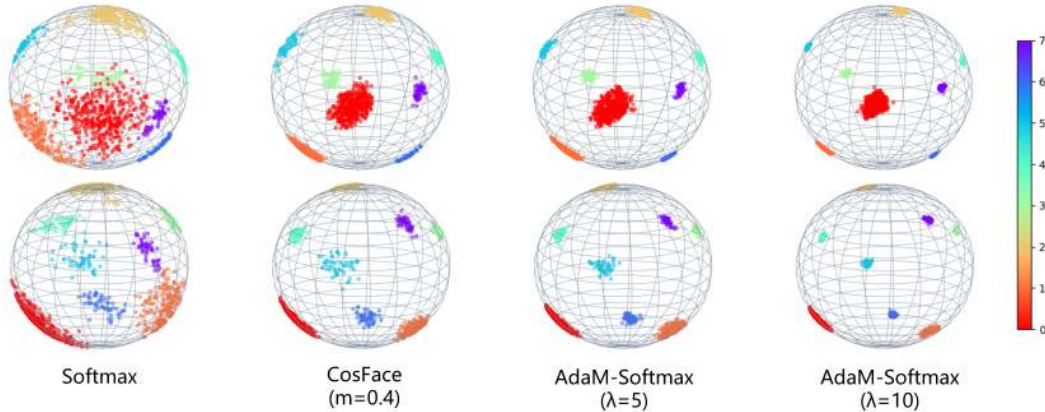 7
6
5
4
3
2
1
0
Softmax
CosFace
(m=0.4)
AdaM-Softmax
(λ=5)
AdaM-Softmax
(λ=10)